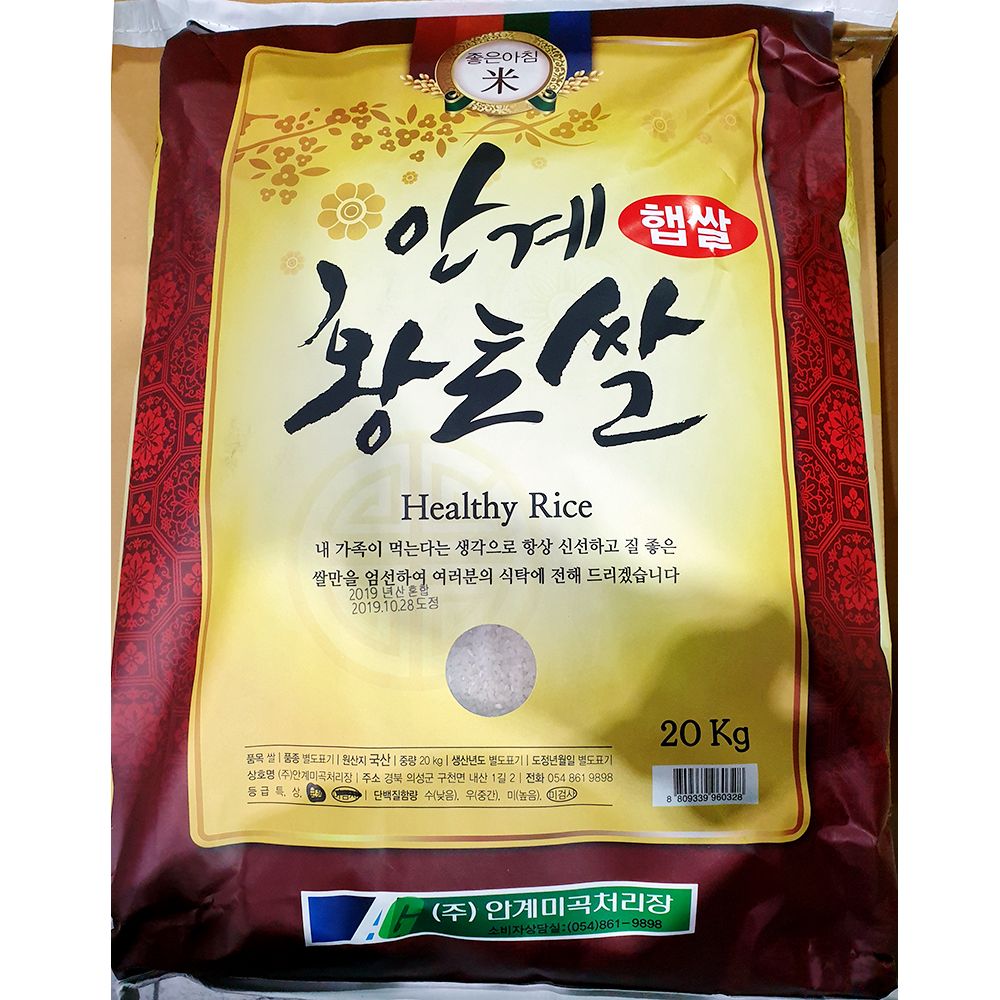 좋은아침
米
안계
햅쌀
황토쌀
Healthy Rice
내 가족이 먹는다는 생각으로 항상 신선하고 질 좋은
쌀만을 엄선하여 여러분의 식탁에 전해 드리겠습니다
2019 년산 혼합
2019.10.28 도정
20 Kg
품목 쌀 | 품종 별도표기 | 원산지 국산 | 중량 20 kg | 생산년도 별도표기 | 도정년월일 별도표기
상호명 (주)안계미곡처리장 | 주소 경북 의성군 구천면 내산 1길 2 | 전화 054 861 9898
등 급 특, 상, | 단백질함량 수(낮음), 우(중간), 미(높음), 미검사
8 809339 960328
AG (주) 안계미곡처리장
소비자상담실:(054)861-9898